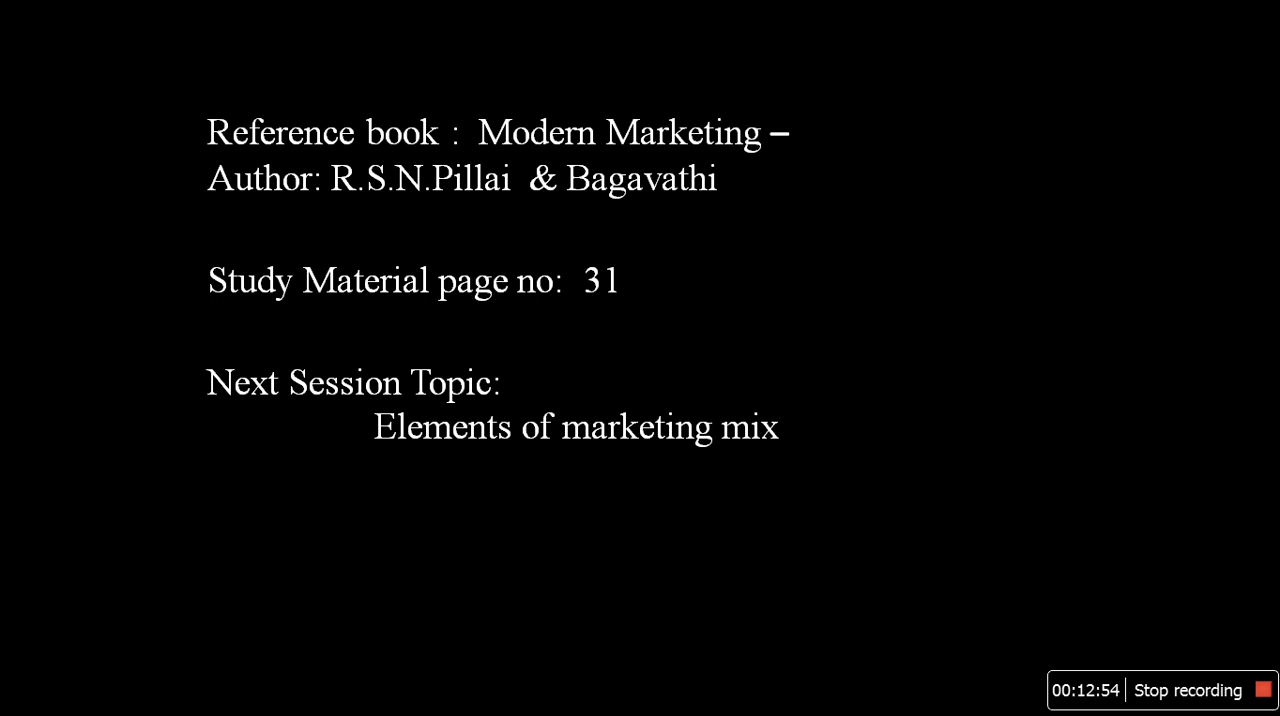 Reference book : Modern Marketing –
Author: R.S.N.Pillai & Bagavathi
Study Material page no: 31
Next Session Topic:
Elements of marketing mix
00:12:54 Stop recording